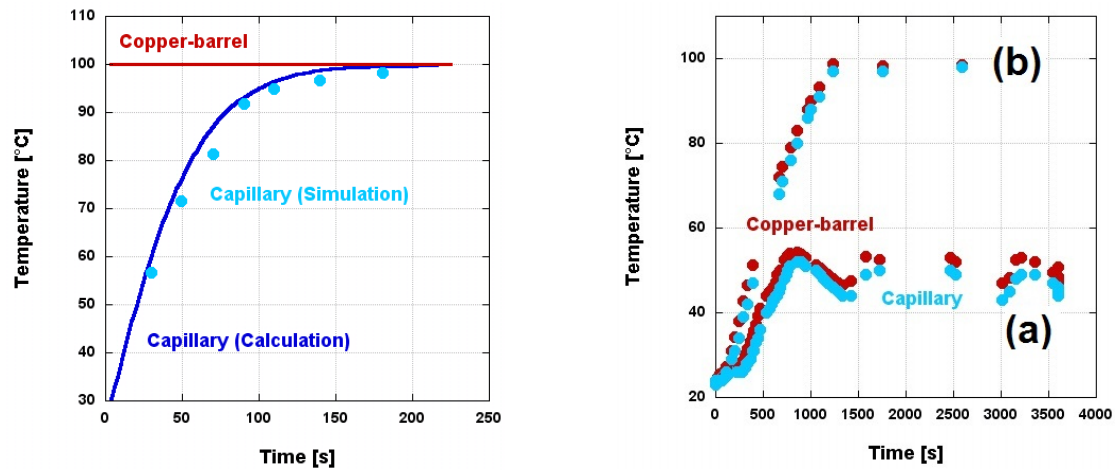 110
100
90
80
70
60
50
40
30
Temperature [°C]
Copper-barrel
Capillary (Simulation)
Capillary (Calculation)
0 50 100 150 200 250
Time [s]
100
80
60
40
20
Temperature [°C]
(b)
Copper-barrel
Capillary
(a)
0 500 1000 1500 2000 2500 3000 3500 4000
Time [s]